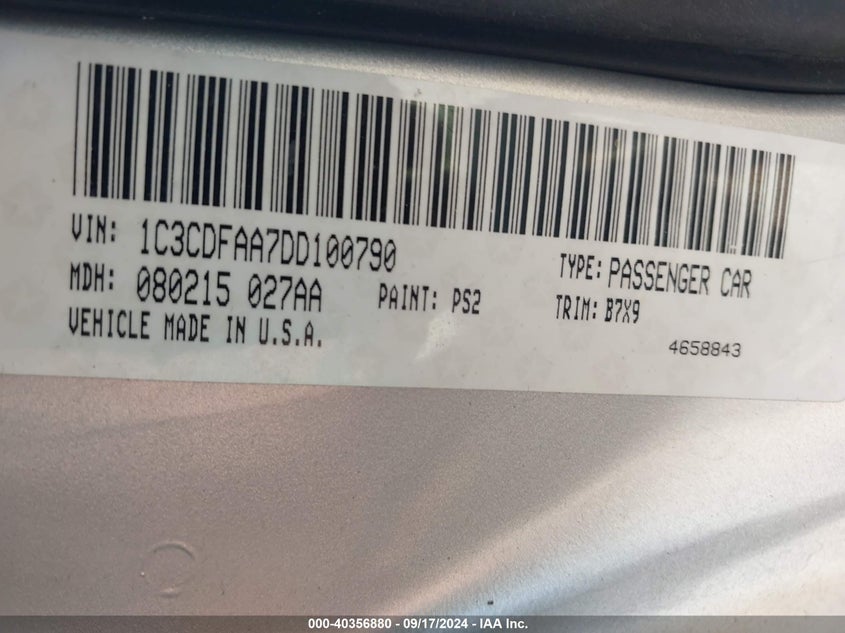 VIN: 1C3CDFAA7DD100790
TYPE: PASSENGER CAR
MDH: 080215 027AA
PAINT: PS2
TRIM: B7X9
VEHICLE MADE IN U.S.A.
4658843
000-40356880 - 09/17/2024 - IAA Inc.